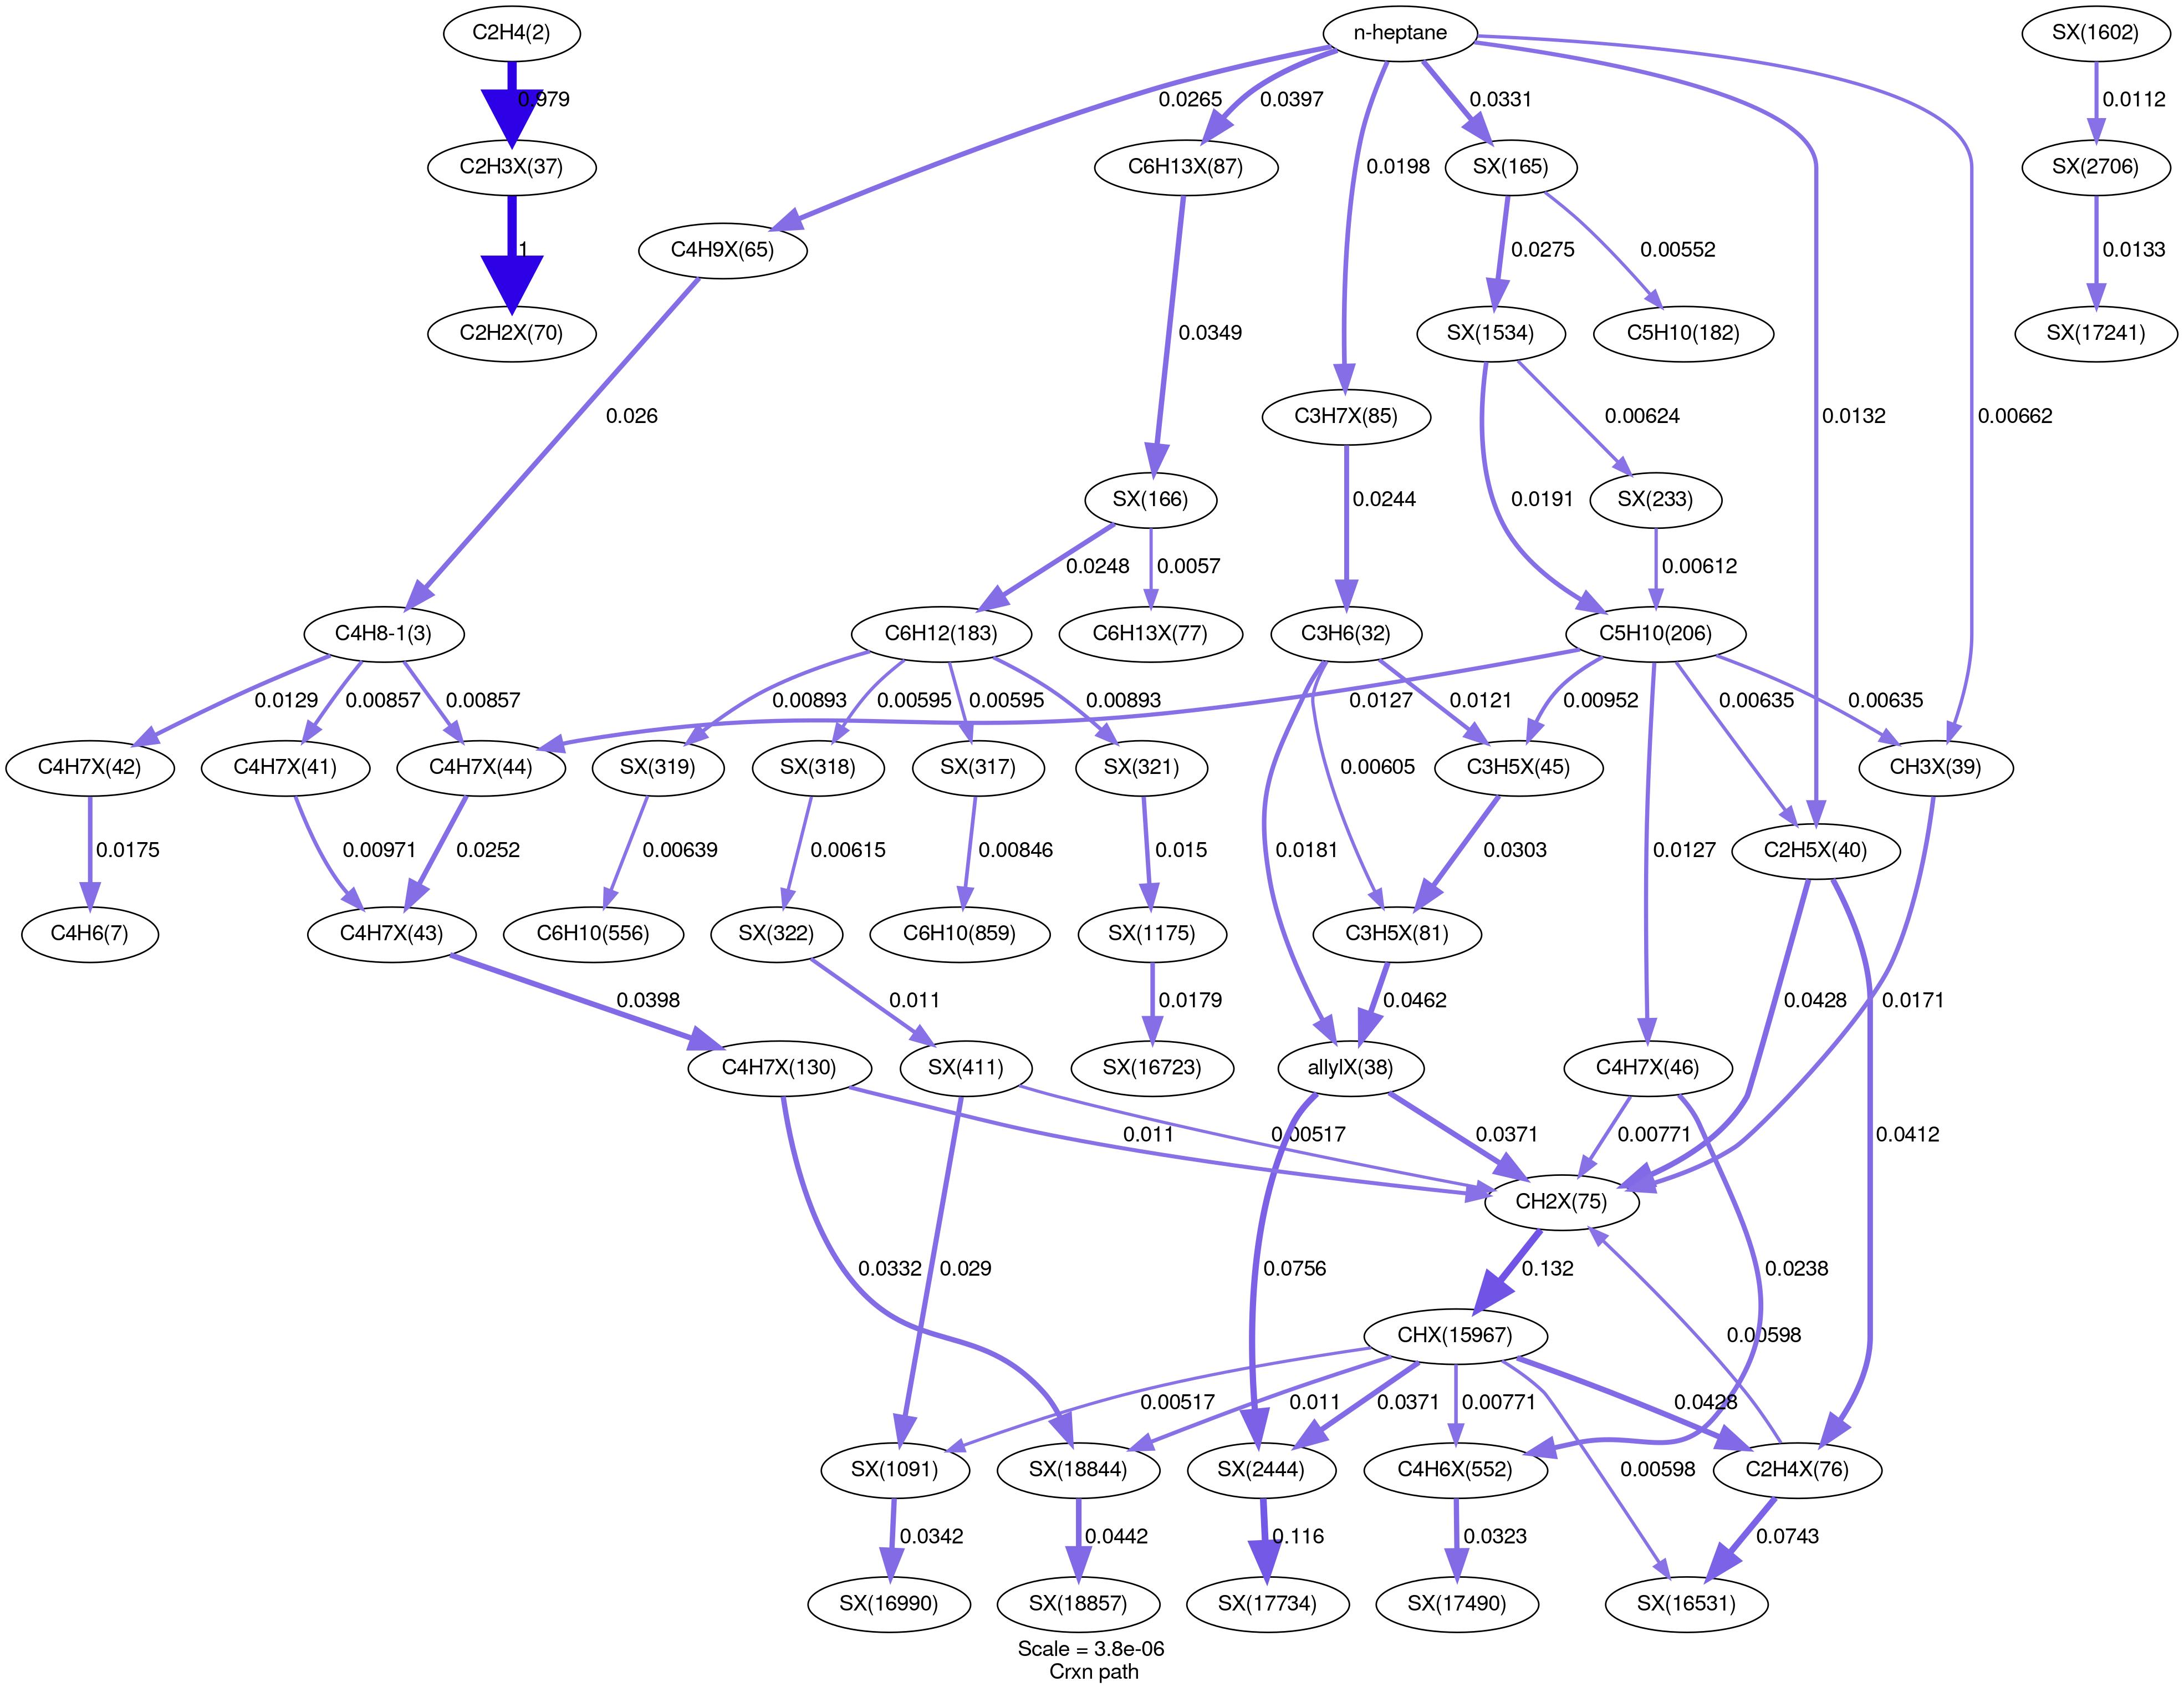 C2H4(2)
n-heptane
SX(1602)
0.979
0.0265
0.0397
0.0331
0.0112
C2H3X(37)
C6H13X(87)
SX(165)
SX(2706)
0.0198
1
C4H9X(65)
0.0275
0.00552
0.0133
C2H2X(70)
0.0349
SX(1534)
C5H10(182)
SX(17241)
0.026
C3H7X(85)
0.00624
0.0132
0.00662
SX(166)
0.0244
0.0191
SX(233)
0.0248
0.0057
0.00612
C4H8-1(3)
C6H12(183)
C6H13X(77)
C3H6(32)
C5H10(206)
0.0129
0.00857
0.00857
0.00893
0.00595
0.00595
0.00893
0.0127
0.0121
0.00952
0.00635
0.00635
C4H7X(42)
C4H7X(41)
C4H7X(44)
SX(319)
SX(318)
SX(317)
SX(321)
0.00605
C3H5X(45)
CH3X(39)
0.0175
0.00971
0.0252
0.00639
0.00615
0.00846
0.015
0.0181
0.0303
0.0127
C2H5X(40)
C4H6(7)
C4H7X(43)
C6H10(556)
SX(322)
C6H10(859)
SX(1175)
C3H5X(81)
0.0398
0.011
0.0179
0.0462
0.0428
0.0171
C4H7X(130)
SX(411)
SX(16723)
allylX(38)
C4H7X(46)
0.011
0.00517
0.0371
0.00771
0.0412
CH2X(75)
0.0332
0.029
0.0756
0.132
0.0238
CHX(15967)
0.00598
0.00517
0.011
0.0371
0.00771
0.0428
SX(1091)
SX(18844)
SX(2444)
C4H6X(552)
0.00598
C2H4X(76)
0.0342
0.0442
0.116
0.0323
0.0743
SX(16990)
SX(18857)
SX(17734)
SX(17490)
SX(16531)
Scale = 3.8e-06
Crxn path